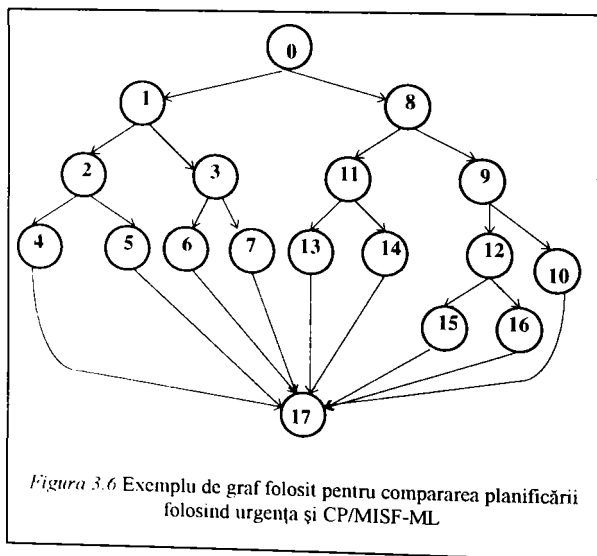 0
1 8
2 3 11 9
4 5 6 7 13 14 12 10
15 16
17
Figura 3.6 Exemplu de graf folosit pentru compararea planificării
folosind urgența și CP/MISF-ML